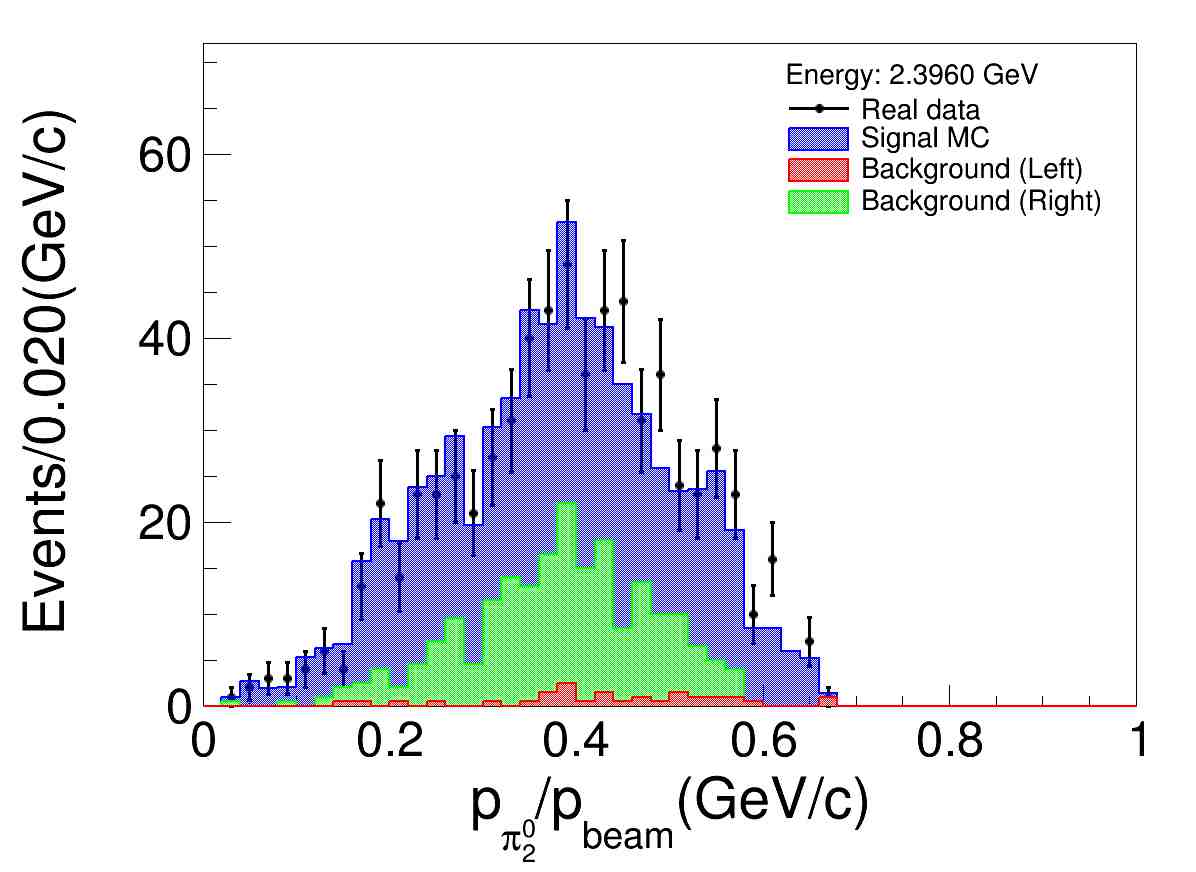 Energy: 2.3960 GeV
Real data
Signal MC
Background (Left)
Background (Right)
Events/0.020(GeV/c)
60
40
20
0
0 0.2 0.4 0.6 0.8 1
p_{π^0_2}/p_{beam}(GeV/c)